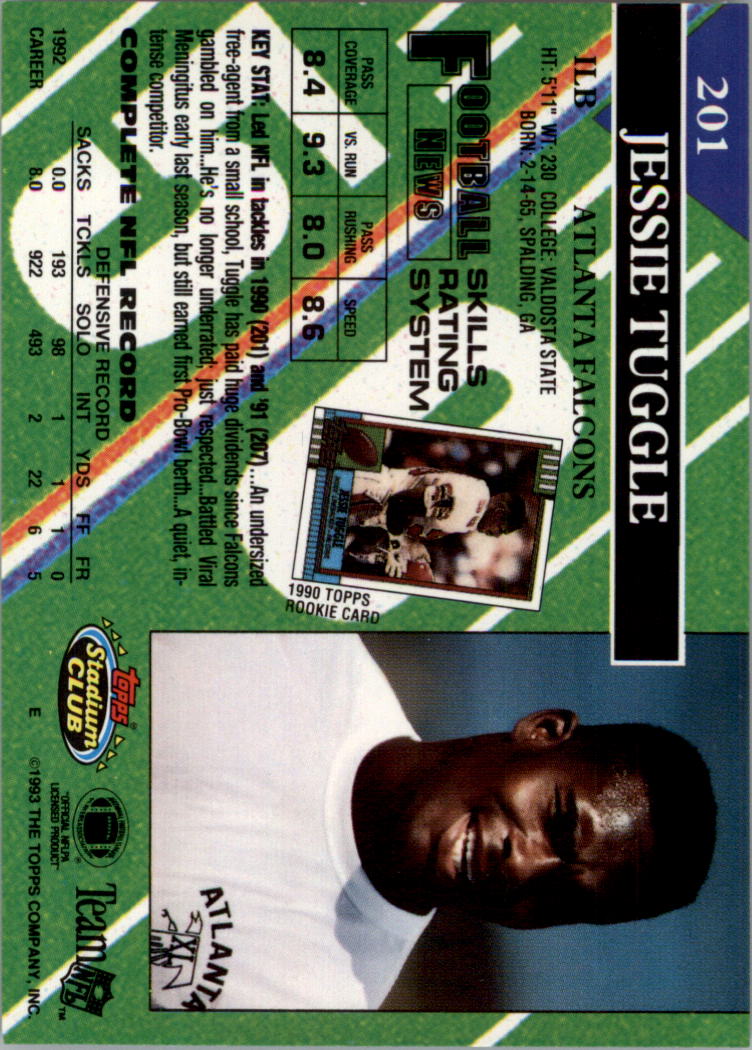 201
JESSIE TUGGLE
ILB ATLANTA FALCONS
HT: 5'11" WT: 230 COLLEGE: VALDOSTA STATE
BORN: 2-14-65, SPALDING, GA
FOOTBALL
NEWS
SKILLS
RATING
SYSTEM
PASS COVERAGE VS. RUN PASS RUSHING SPEED
8.4 9.3 8.0 8.6
JESSIE TUGGLE
1990 TOPPS
ROOKIE CARD
KEY STAT: Led NFL in tackles in 1990 (201) and '91 (207)...An undersized
free-agent from a small school, Tuggle has paid huge dividends since Falcons
gambled on him...He's no longer underrated, just respected...Battled Viral
Meningitus early last season, but still earned first Pro-Bowl berth...A quiet, in-
tense competitor.
COMPLETE NFL RECORD
DEFENSIVE RECORD
SACKS TCKLS SOLO INT YDS FF FR
1992 0.0 193 98 1 1 1 0
CAREER 8.0 922 493 2 22 6 5
E
ATLANTA
TOPPS
Stadium
CLUB
®
"OFFICIAL NFLPA
LICENSED PRODUCT"
®
Team NFL™
©1993 THE TOPPS COMPANY, INC.